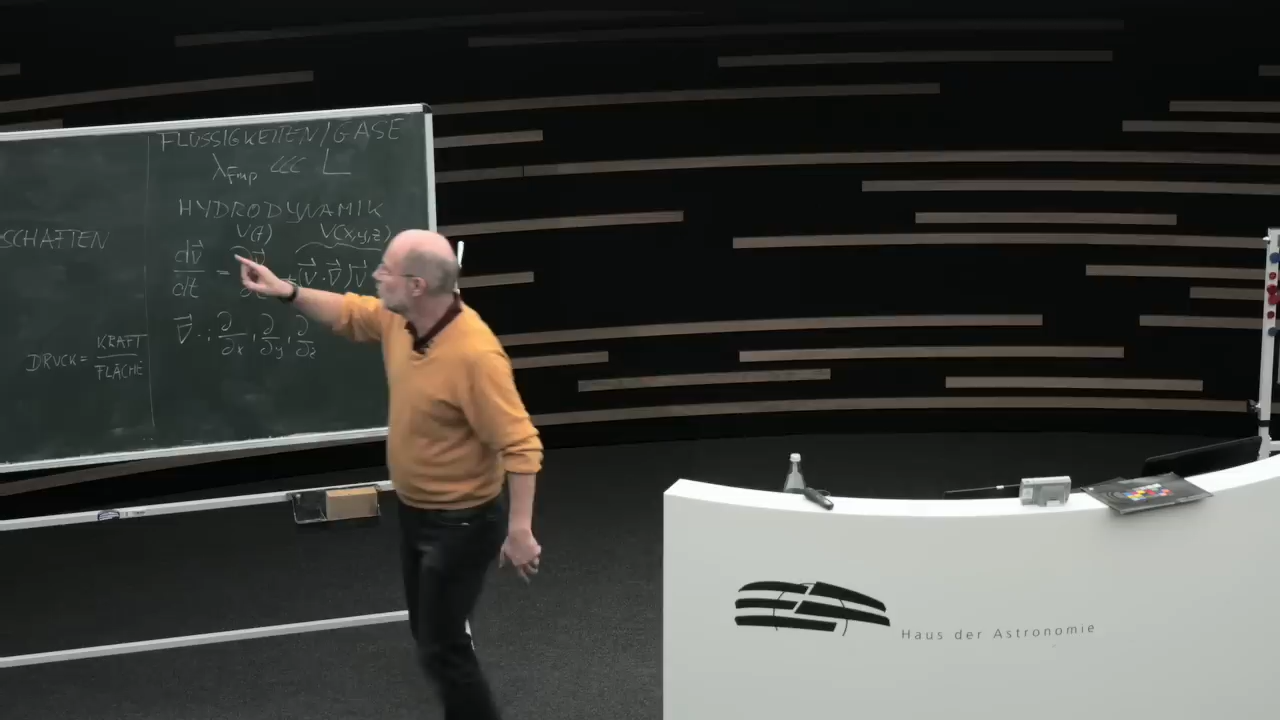 SCHAFTEN
DRUCK = KRAFT
FLÄCHE
FLÜSSIGKEITEN/GASE
λFmp <<< L
HYDRODYNAMIK
V(t) V(x,y,z)
dv⃗
dt
= (v⃗·∇⃗)v⃗
∇⃗ : ∂ , ∂ , ∂
∂x ∂y ∂z
Haus der Astronomie